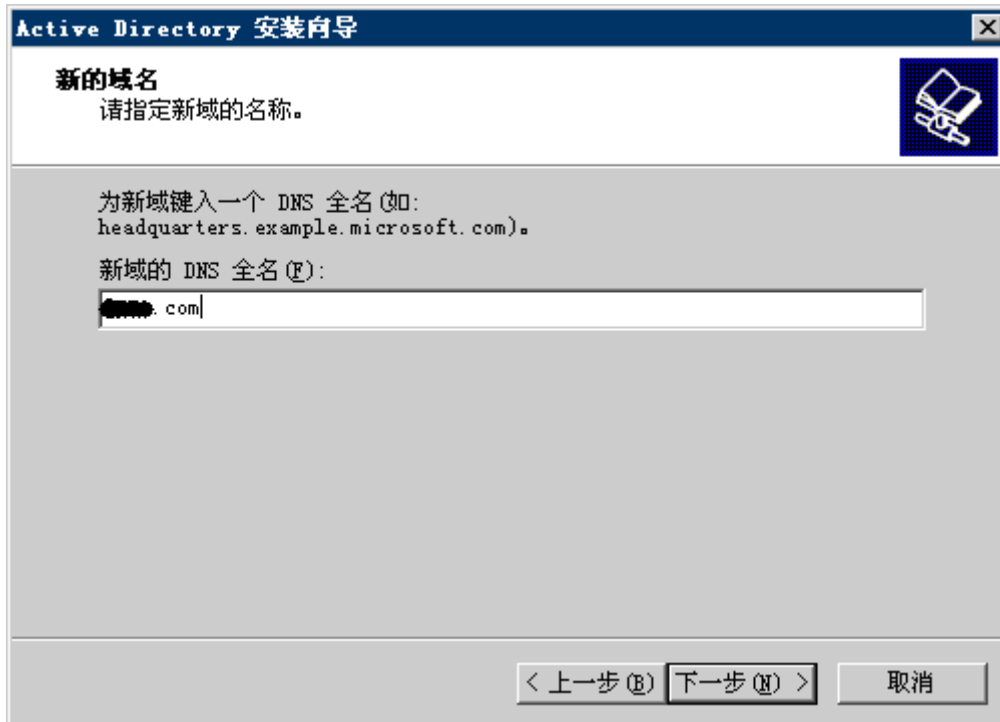 Active Directory 安装向导
新的域名
请指定新域的名称。
为新域键入一个 DNS 全名(如:
headquarters.example.microsoft.com)。
新域的 DNS 全名(F):
.com
< 上一步(B) 下一步(N) > 取消